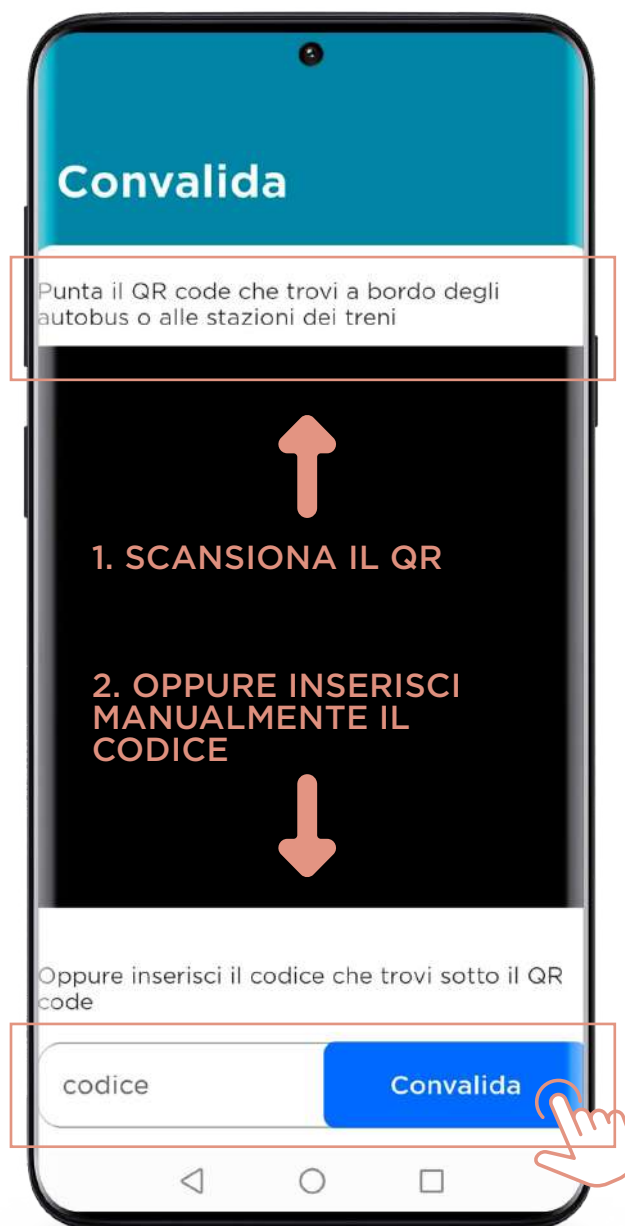 Convalida
Punta il QR code che trovi a bordo degli
autobus o alle stazioni dei treni
1. SCANSIONA IL QR
2. OPPURE INSERISCI
MANUALMENTE IL
CODICE
Oppure inserisci il codice che trovi sotto il QR
code
codice
Convalida